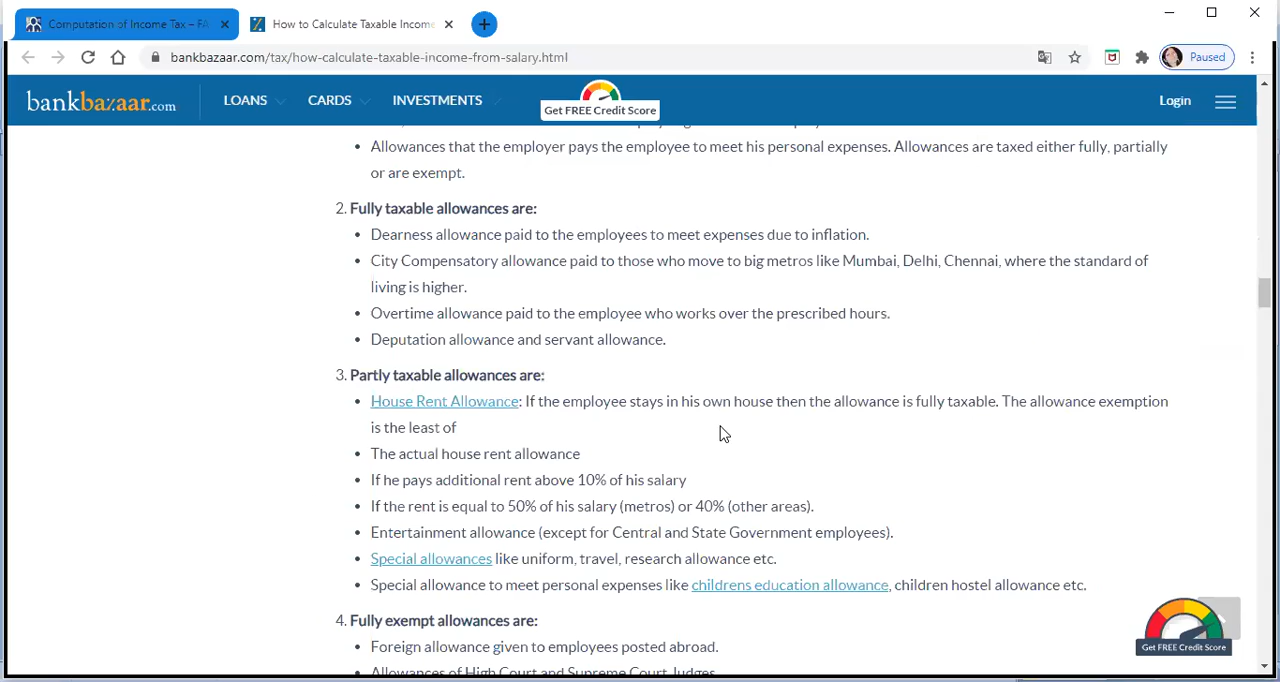 Computation of Income Tax – FA
How to Calculate Taxable Income
bankbazaar.com/tax/how-calculate-taxable-income-from-salary.html
Paused
bankbazaar.com
LOANS
CARDS
INVESTMENTS
Get FREE Credit Score
Login
• Allowances that the employer pays the employee to meet his personal expenses. Allowances are taxed either fully, partially
or are exempt.
2. Fully taxable allowances are:
• Dearness allowance paid to the employees to meet expenses due to inflation.
• City Compensatory allowance paid to those who move to big metros like Mumbai, Delhi, Chennai, where the standard of
living is higher.
• Overtime allowance paid to the employee who works over the prescribed hours.
• Deputation allowance and servant allowance.
3. Partly taxable allowances are:
• House Rent Allowance: If the employee stays in his own house then the allowance is fully taxable. The allowance exemption
is the least of
• The actual house rent allowance
• If he pays additional rent above 10% of his salary
• If the rent is equal to 50% of his salary (metros) or 40% (other areas).
• Entertainment allowance (except for Central and State Government employees).
• Special allowances like uniform, travel, research allowance etc.
• Special allowance to meet personal expenses like childrens education allowance, children hostel allowance etc.
4. Fully exempt allowances are:
• Foreign allowance given to employees posted abroad.
• Allowances of High Court and Supreme Court Judges
Get FREE Credit Score